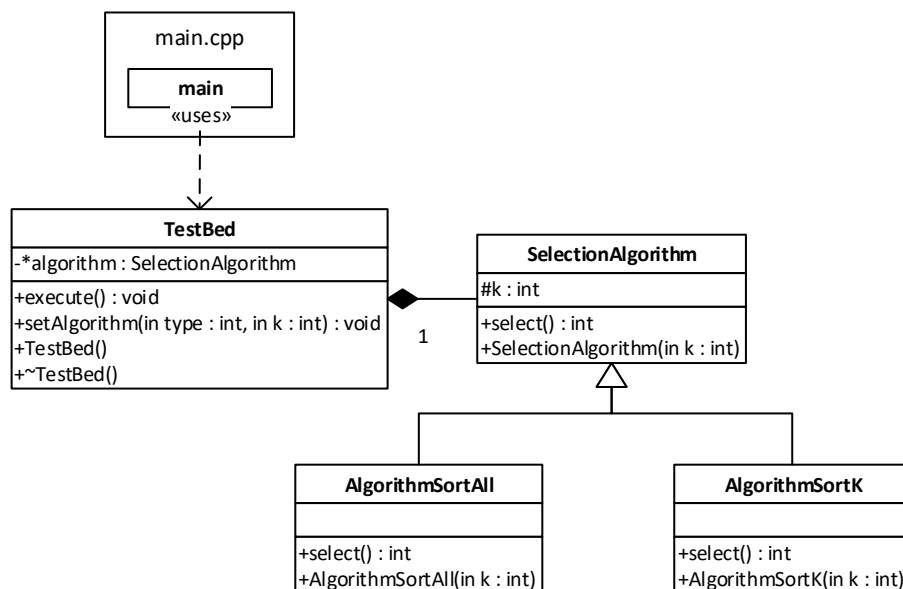 main.cpp
main
«uses»
TestBed
-*algorithm : SelectionAlgorithm
+execute() : void
+setAlgorithm(in type : int, in k : int) : void
+TestBed()
+~TestBed()
1
SelectionAlgorithm
#k : int
+select() : int
+SelectionAlgorithm(in k : int)
AlgorithmSortAll
+select() : int
+AlgorithmSortAll(in k : int)
AlgorithmSortK
+select() : int
+AlgorithmSortK(in k : int)